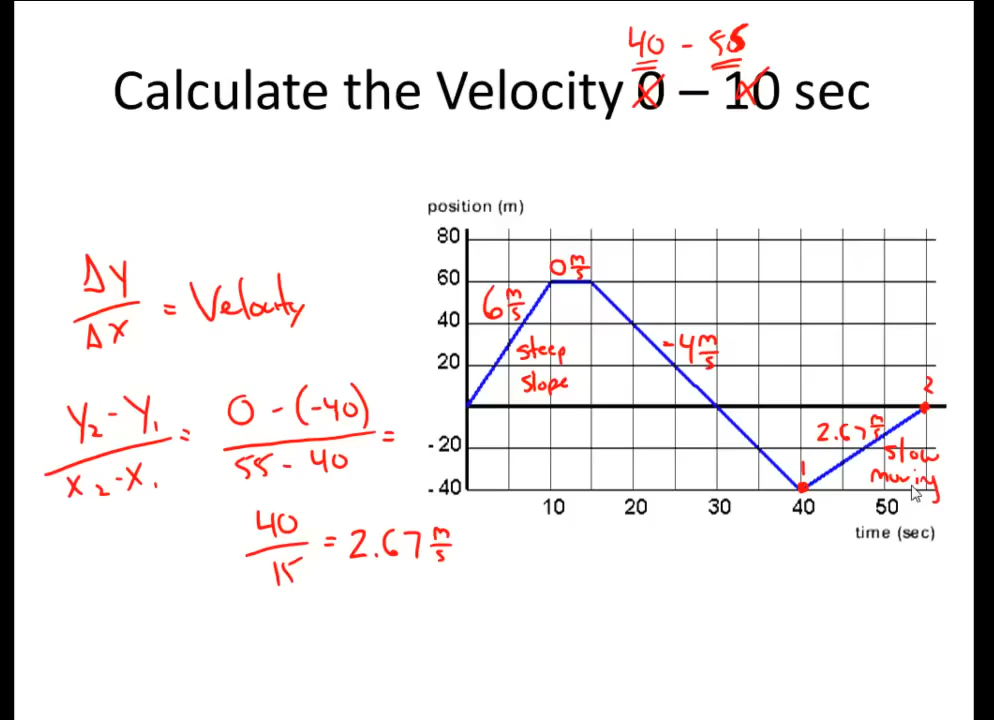 40 - 55
Calculate the Velocity 0 – 10 sec
position (m)
80
60
40
20
- 20
- 40
10 20 30 40 50
time (sec)
0 m/s
6 m/s
steep
slope
-4 m/s
2
2.67 m/s
slow
moving
1
ΔY/ΔX = Velocity
Y₂ - Y₁/X₂ - X₁ = 0 - (-40)/55 - 40 =
40/15 = 2.67 m/s